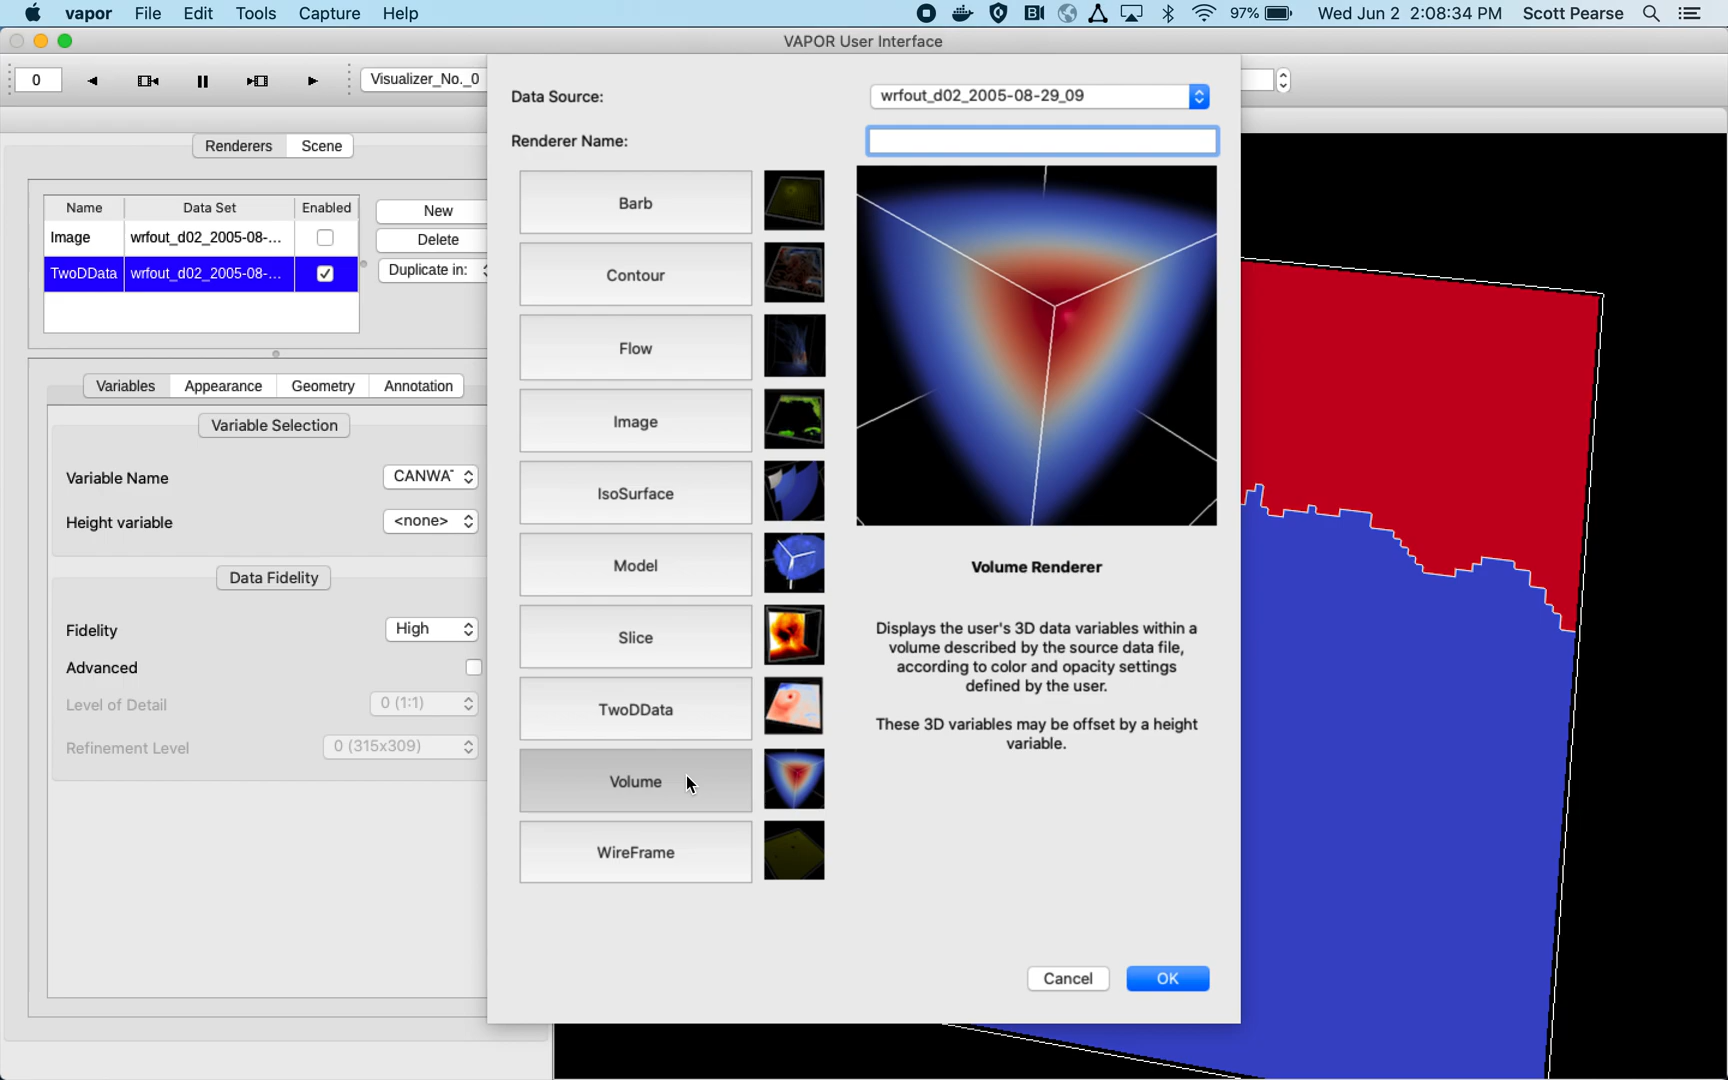 vapor File Edit Tools Capture Help 97% Wed Jun 2 2:08:34 PM Scott Pearse
VAPOR User Interface
0 Visualizer_No._0
Renderers Scene
Name Data Set Enabled
Image wrfout_d02_2005-08-...
TwoDData wrfout_d02_2005-08-...
New
Delete
Duplicate in:
Variables Appearance Geometry Annotation
Variable Selection
Variable Name CANWAT
Height variable <none>
Data Fidelity
Fidelity High
Advanced
Level of Detail 0 (1:1)
Refinement Level 0 (315x309)
Data Source: wrfout_d02_2005-08-29_09
Renderer Name:
Barb
Contour
Flow
Image
IsoSurface
Model
Slice
TwoDData
Volume
WireFrame
Volume Renderer
Displays the user's 3D data variables within a
volume described by the source data file,
according to color and opacity settings
defined by the user.
These 3D variables may be offset by a height
variable.
Cancel OK